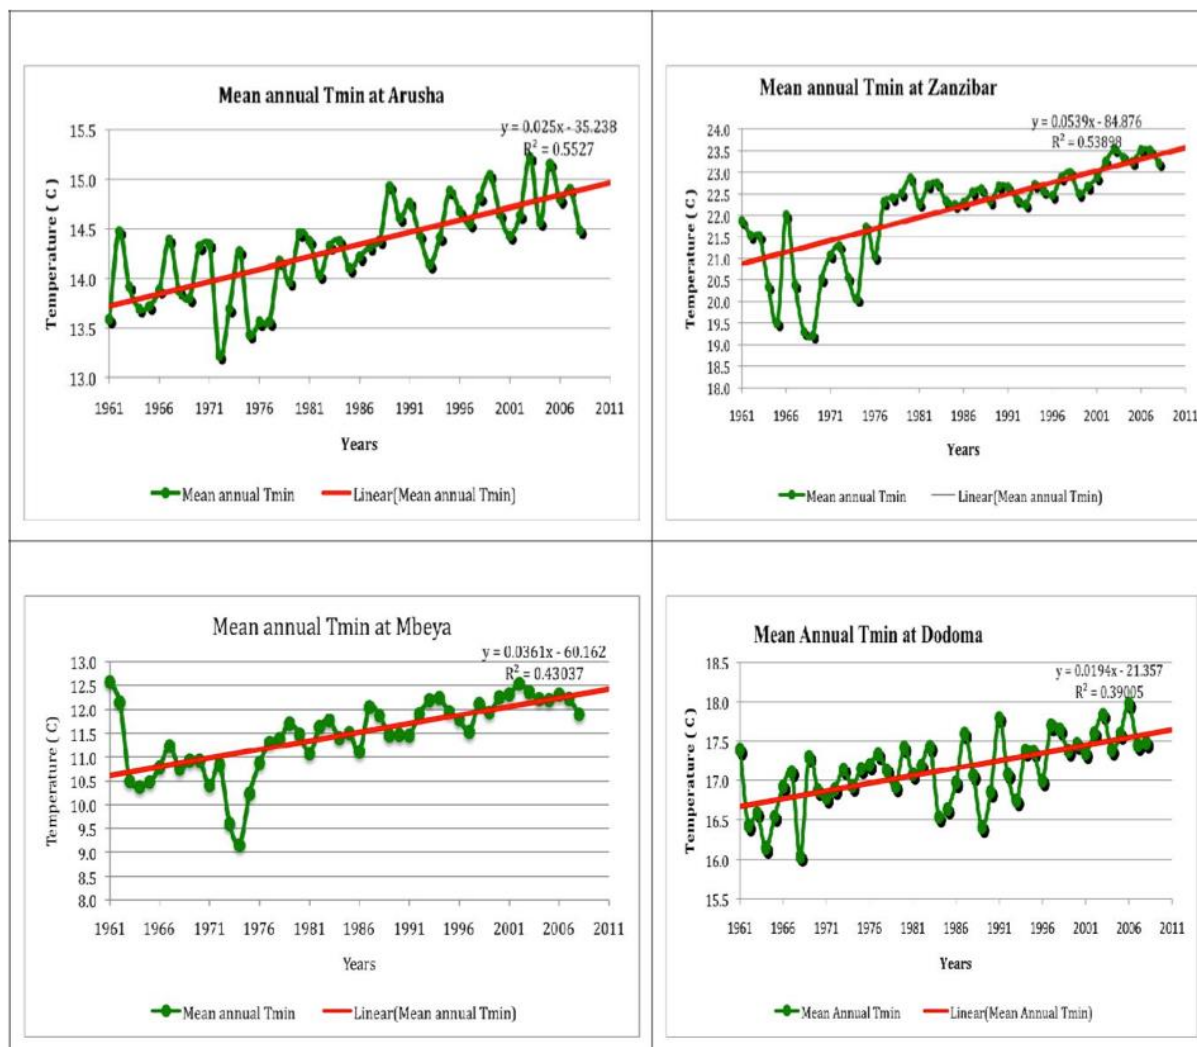 Mean annual Tmin at Arusha
y = 0.025x - 35.238
R² = 0.5527
Temperature ( C )
15.5
15.0
14.5
14.0
13.5
13.0
1961 1966 1971 1976 1981 1986 1991 1996 2001 2006 2011
Years
Mean annual Tmin Linear(Mean annual Tmin)
Mean annual Tmin at Zanzibar
y = 0.0539x - 84.876
R² = 0.53898
Temperature ( C )
24.0
23.5
23.0
22.5
22.0
21.5
21.0
20.5
20.0
19.5
19.0
18.5
18.0
1961 1966 1971 1976 1981 1986 1991 1996 2001 2006 2011
Years
Mean annual Tmin Linear(Mean annual Tmin)
Mean annual Tmin at Mbeya
y = 0.0361x - 60.162
R² = 0.43037
Temperature ( C )
13.0
12.5
12.0
11.5
11.0
10.5
10.0
9.5
9.0
8.5
8.0
1961 1966 1971 1976 1981 1986 1991 1996 2001 2006 2011
Years
Mean annual Tmin Linear(Mean annual Tmin)
Mean Annual Tmin at Dodoma
y = 0.0194x - 21.357
R² = 0.39005
Temperature ( C )
18.5
18.0
17.5
17.0
16.5
16.0
15.5
1961 1966 1971 1976 1981 1986 1991 1996 2001 2006 2011
Years
Mean Annual Tmin Linear(Mean Annual Tmin)